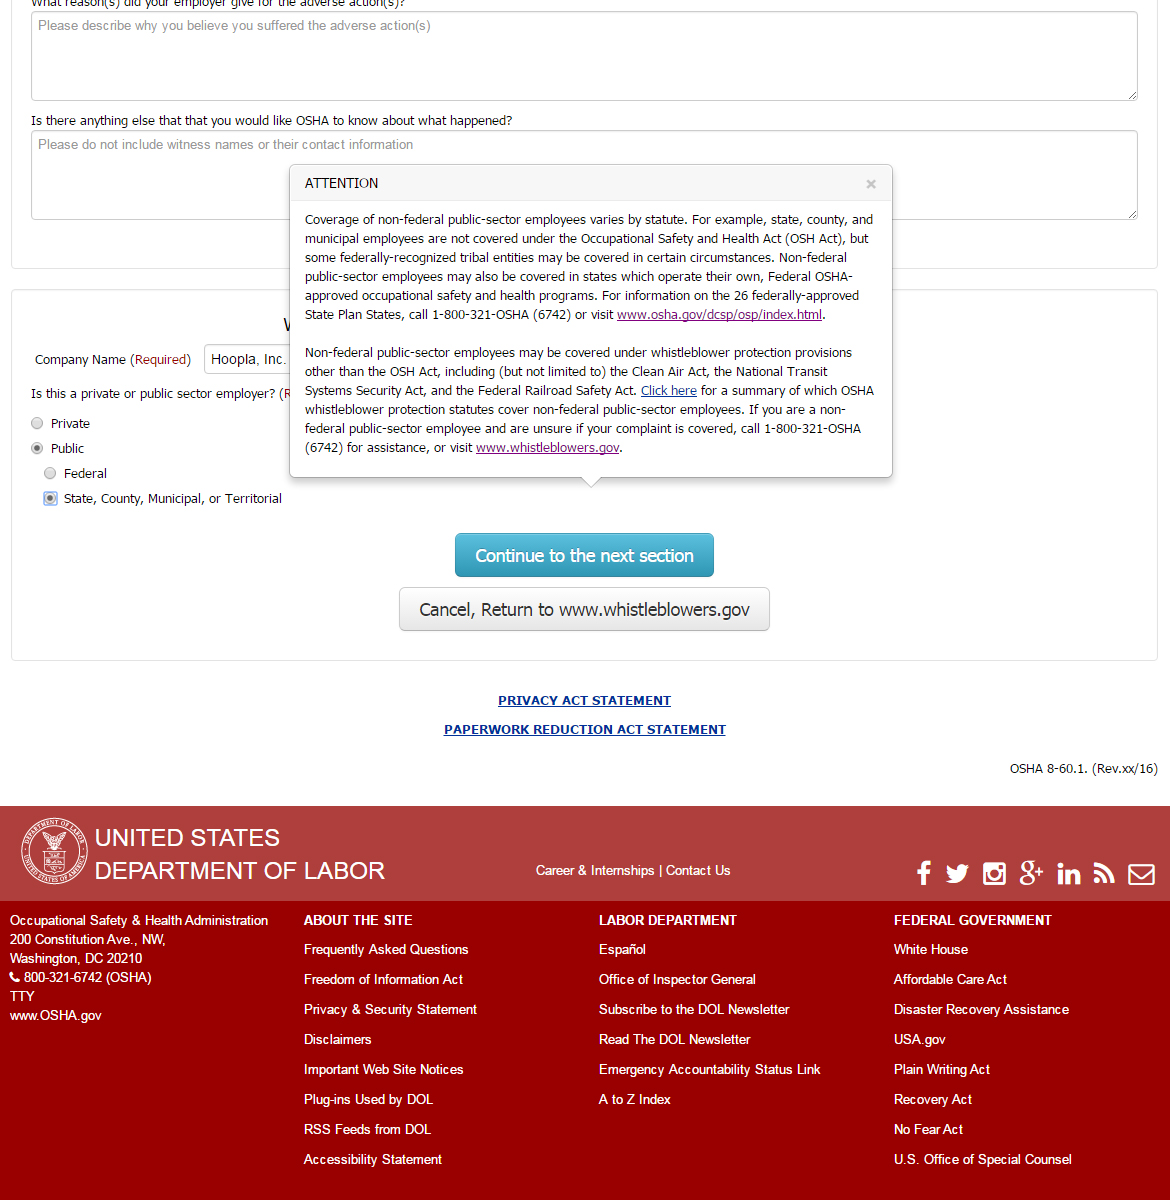 What reason(s) did your employer give for the adverse action(s)?
Please describe why you believe you suffered the adverse action(s)
Is there anything else that that you would like OSHA to know about what happened?
Please do not include witness names or their contact information
ATTENTION ×
Coverage of non-federal public-sector employees varies by statute. For example, state, county, and
municipal employees are not covered under the Occupational Safety and Health Act (OSH Act), but
some federally-recognized tribal entities may be covered in certain circumstances. Non-federal
public-sector employees may also be covered in states which operate their own, Federal OSHA-
approved occupational safety and health programs. For information on the 26 federally-approved
State Plan States, call 1-800-321-OSHA (6742) or visit www.osha.gov/dcsp/osp/index.html.
Non-federal public-sector employees may be covered under whistleblower protection provisions
other than the OSH Act, including (but not limited to) the Clean Air Act, the National Transit
Systems Security Act, and the Federal Railroad Safety Act. Click here for a summary of which OSHA
whistleblower protection statutes cover non-federal public-sector employees. If you are a non-
federal public-sector employee and are unsure if your complaint is covered, call 1-800-321-OSHA
(6742) for assistance, or visit www.whistleblowers.gov.
Company Name (Required) Hoopla, Inc.
Is this a private or public sector employer? (R
Private
Public
Federal
State, County, Municipal, or Territorial
Continue to the next section
Cancel, Return to www.whistleblowers.gov
PRIVACY ACT STATEMENT
PAPERWORK REDUCTION ACT STATEMENT
OSHA 8-60.1. (Rev.xx/16)
UNITED STATES
DEPARTMENT OF LABOR
Career & Internships | Contact Us
Occupational Safety & Health Administration
200 Constitution Ave., NW,
Washington, DC 20210
800-321-6742 (OSHA)
TTY
www.OSHA.gov
ABOUT THE SITE
Frequently Asked Questions
Freedom of Information Act
Privacy & Security Statement
Disclaimers
Important Web Site Notices
Plug-ins Used by DOL
RSS Feeds from DOL
Accessibility Statement
LABOR DEPARTMENT
Español
Office of Inspector General
Subscribe to the DOL Newsletter
Read The DOL Newsletter
Emergency Accountability Status Link
A to Z Index
FEDERAL GOVERNMENT
White House
Affordable Care Act
Disaster Recovery Assistance
USA.gov
Plain Writing Act
Recovery Act
No Fear Act
U.S. Office of Special Counsel